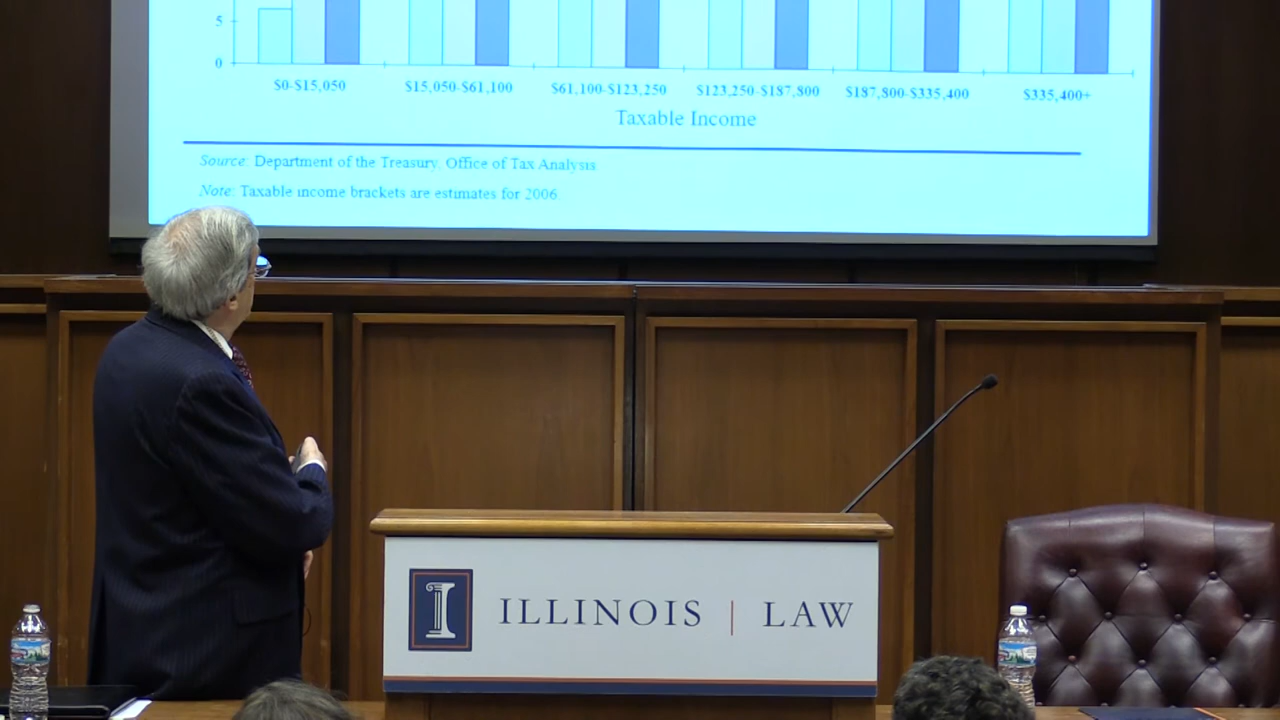 5
0
$0-$15,050 $15,050-$61,100 $61,100-$123,250 $123,250-$187,800 $187,800-$335,400 $335,400+
Taxable Income
Source: Department of the Treasury, Office of Tax Analysis.
Note: Taxable income brackets are estimates for 2006.
ILLINOIS | LAW